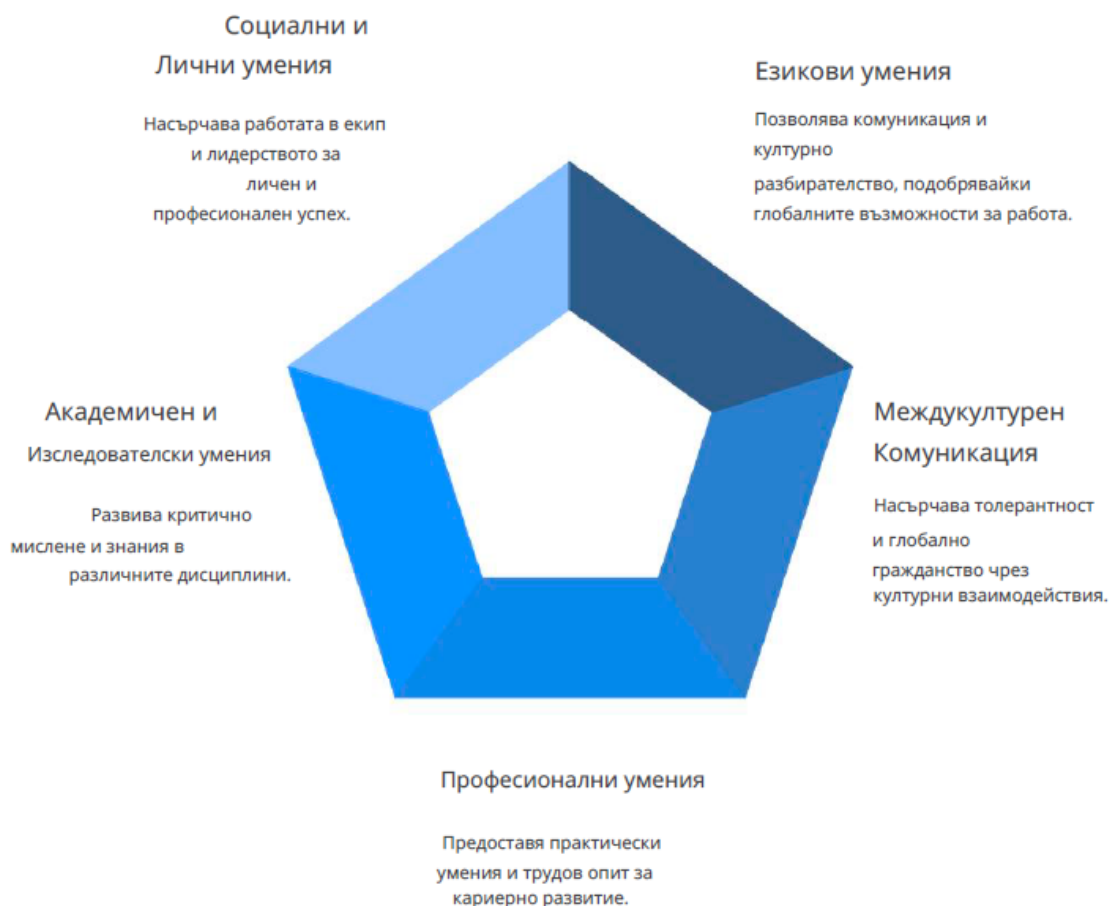 Социални и
Лични умения
Насърчава работата в екип
и лидерството за
личен и
професионален успех.
Езикови умения
Позволява комуникация и
културно
разбирателство, подобрявайки
глобалните възможности за работа.
Академичен и
Изследователски умения
Развива критично
мислене и знания в
различните дисциплини.
Междукултурен
Комуникация
Насърчава толерантност
и глобално
гражданство чрез
културни взаимодействия.
Професионални умения
Предоставя практически
умения и трудов опит за
кариерно развитие.